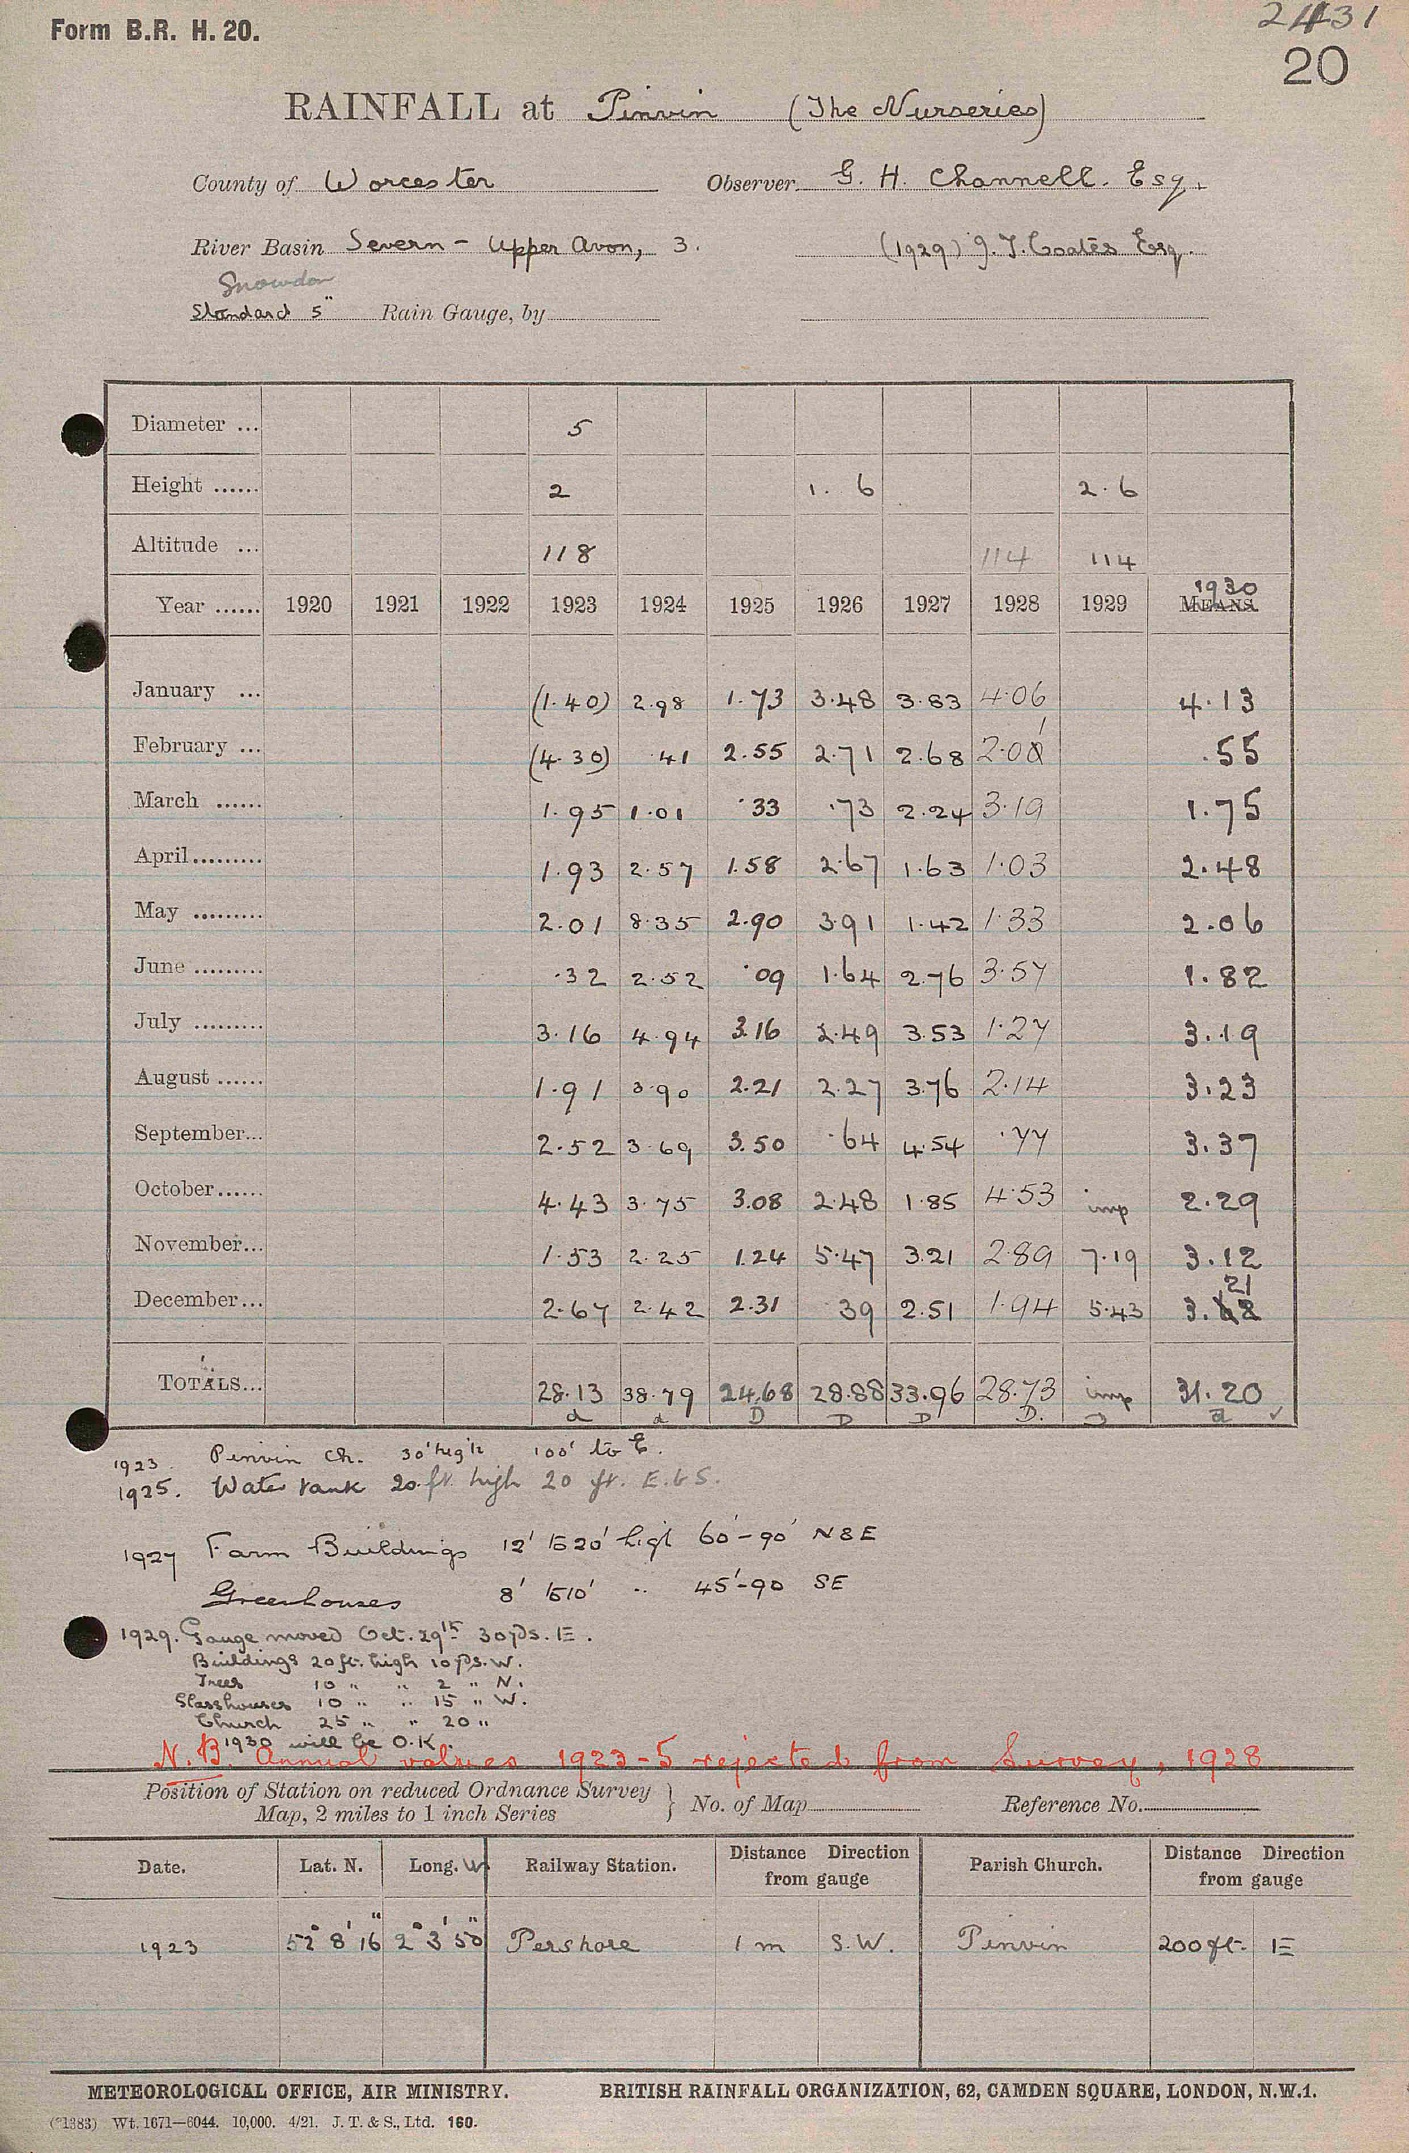 Form B.R. H. 20.
2431
20
RAINFALL at Pinvin (The Nurseries)
County of Worcester Observer G. H. Channell. Esq.
River Basin Severn - Upper Avon, 3. (1929) J. T. Coates Esq.
Snowdon
Standard 5" Rain Gauge, by
Diameter ... 5
Height ...... 2 1. 6 2. 6
Altitude ... 118 114 114
1930
Year ...... 1920 1921 1922 1923 1924 1925 1926 1927 1928 1929 MEANS
January ... (1.40) 2.98 1.73 3.48 3.83 4.06 4.13
February ... (4.30) .41 2.55 2.71 2.68 2.01 .55
March ...... 1.95 1.01 .33 .73 2.24 3.19 1.75
April......... 1.93 2.57 1.58 2.67 1.63 1.03 2.48
May ......... 2.01 8.35 2.90 3.91 1.42 1.33 2.06
June ......... .32 2.52 .09 1.64 2.76 3.57 1.82
July ......... 3.16 4.94 3.16 2.49 3.53 1.27 3.19
August ...... 1.91 3.90 2.21 2.27 3.76 2.14 3.23
September... 2.52 3.69 3.50 .64 4.54 .77 3.37
October...... 4.43 3.75 3.08 2.48 1.85 4.53 imp 2.29
November... 1.53 2.25 1.24 5.47 3.21 2.89 7.19 3.12
21
December... 2.67 2.42 2.31 .39 2.51 1.94 5.43 3.62
TOTALS... 28.13 38.79 24.68 28.88 33.96 28.73 imp 31.20
a a D D D D. a ✓
1923. Pinvin Ch. 30' high 100' to E.
1925. Water tank 20 ft. high 20 ft. E. b S.
1927 Farm Buildings 12' to 20' high 60'-90' N & E
Greenhouses 8' to 10' " 45'-90 SE
1929. Gauge moved Oct. 29th 30 yds. E.
Buildings 20 ft. high 10 yds. W.
Trees 10 " " 2 " N.
Glasshouses 10 " " 15 " W.
Church 25 " " 20 "
1930 will be O.K.
N.B. Annual values 1923-5 rejected from Survey, 1928
Position of Station on reduced Ordnance Survey
Map, 2 miles to 1 inch Series } No. of Map Reference No.
Date. Lat. N. Long. W Railway Station. Distance Direction from gauge Parish Church. Distance Direction from gauge
1923 52° 8' 16" 2° 3' 50" Pershore 1 m S.W. Pinvin 200 ft. E
METEOROLOGICAL OFFICE, AIR MINISTRY. BRITISH RAINFALL ORGANIZATION, 62, CAMDEN SQUARE, LONDON, N.W.1.
(*1383) Wt. 1671—6044. 10,000. 4/21. J. T. & S., Ltd. 160.